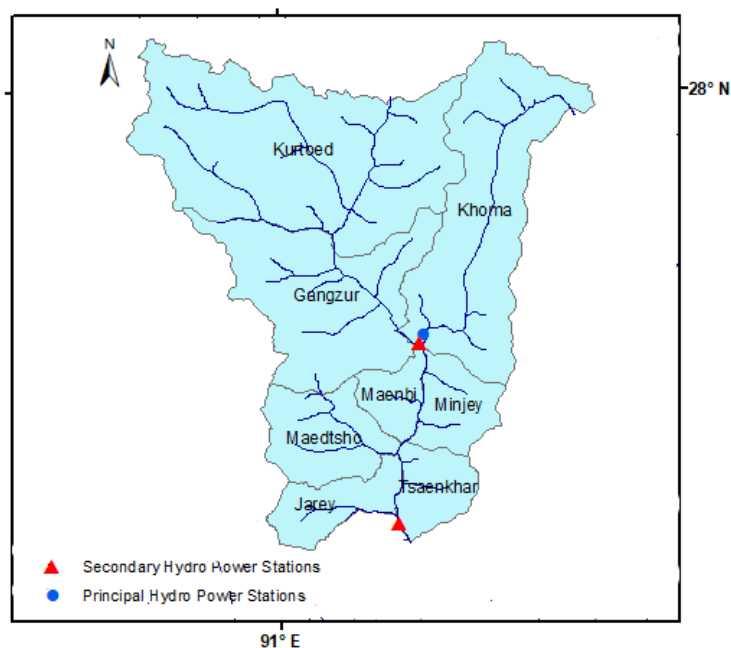 N
28° N
Kurtoed
Khoma
Gangzur
Maenbi
Minjey
Maedtsho
Tsaenkhar
Jarey
Secondary Hydro Power Stations
Principal Hydro Power Stations
91° E